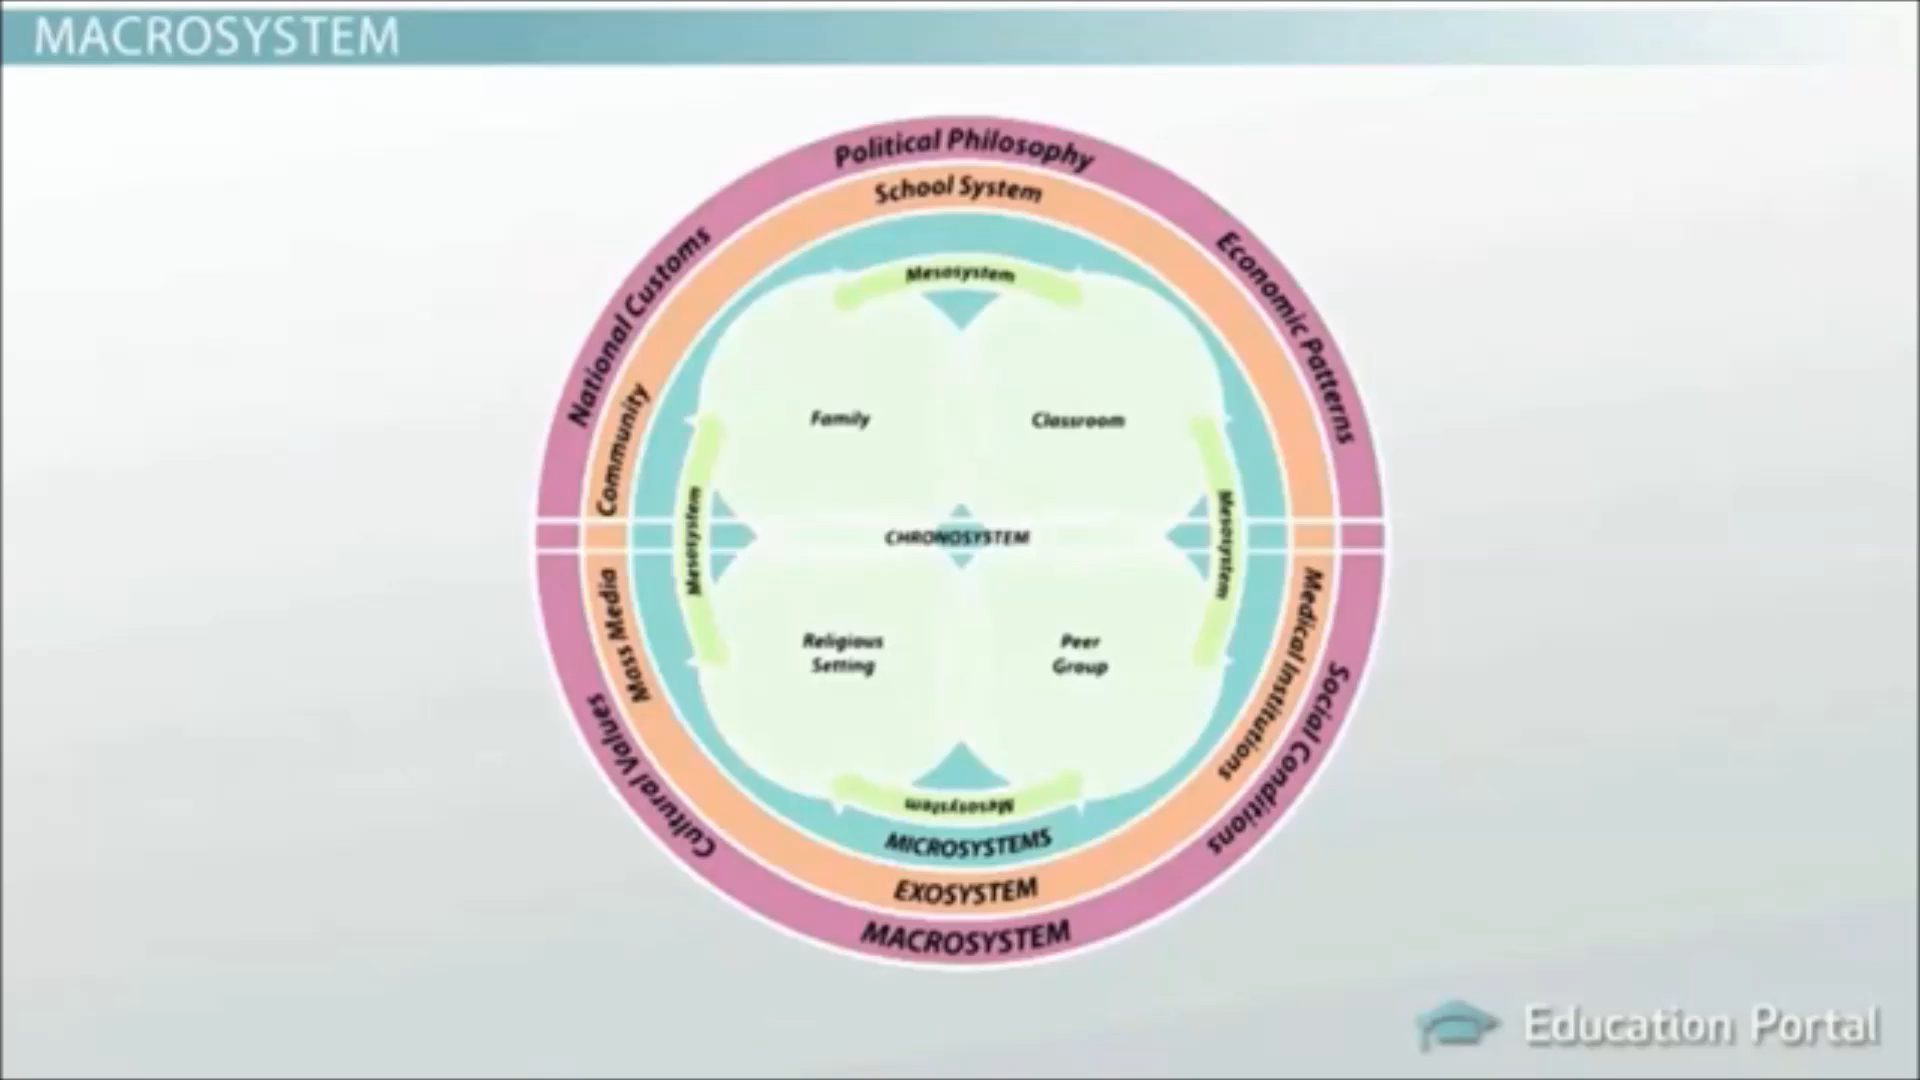 MACROSYSTEM
Political Philosophy
School System
National Customs
Economic Patterns
Mesosystem
Community
Family
Classroom
Mesosystem
CHRONOSYSTEM
Mesosystem
Mass Media
Medical Institutions
Religious
Setting
Peer
Group
Cultural Values
Social Conditions
Mesosystem
MICROSYSTEMS
EXOSYSTEM
MACROSYSTEM
Education Portal